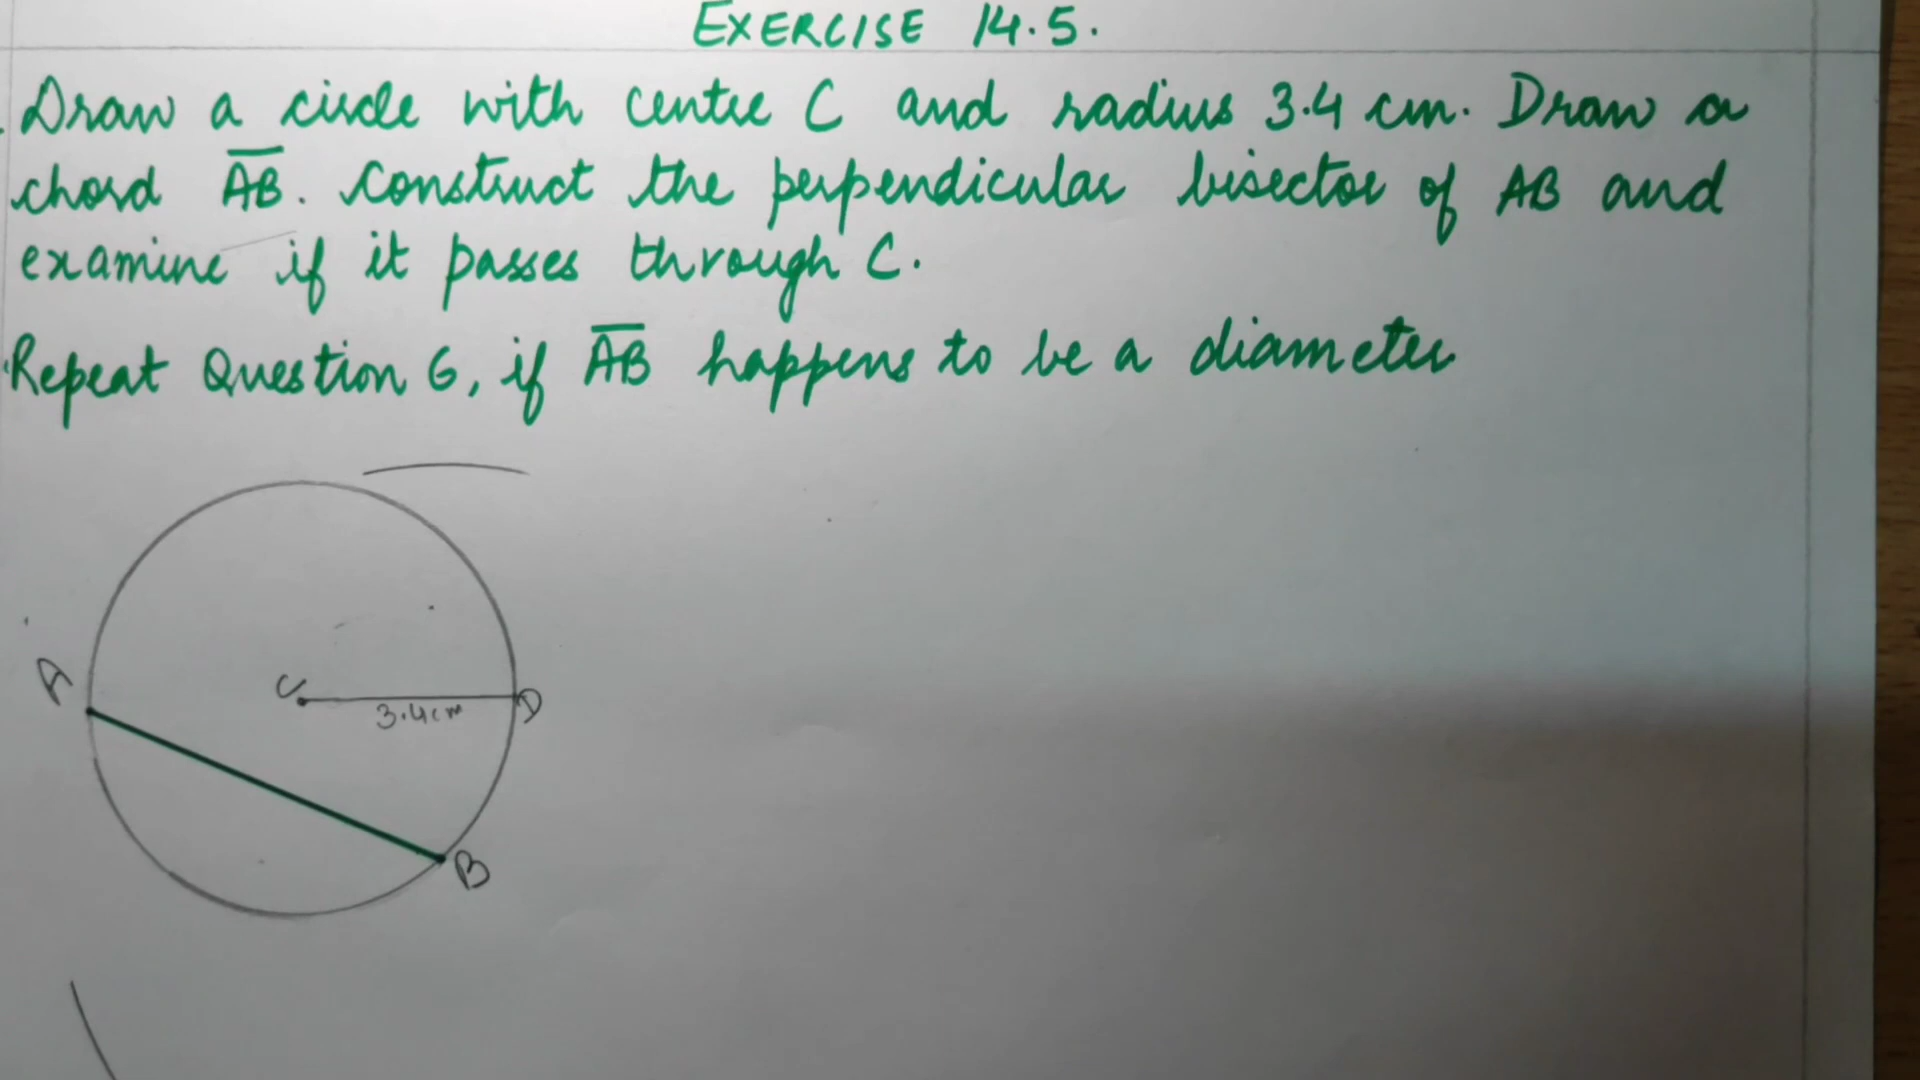 EXERCISE 14.5.
Draw a circle with centre C and radius 3.4 cm. Draw a
chord AB. Construct the perpendicular bisector of AB and
examine if it passes through C.
Repeat Question 6, if AB happens to be a diameter
A
C
3.4cm
D
B